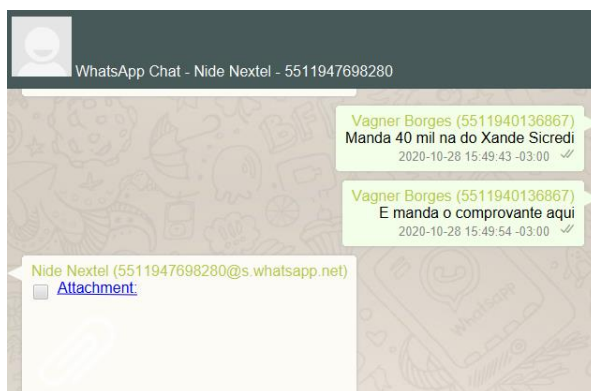 WhatsApp Chat - Nide Nextel - 5511947698280
Vagner Borges (5511940136867)
Manda 40 mil na do Xande Sicredi
2020-10-28 15:49:43 -03:00
Vagner Borges (5511940136867)
E manda o comprovante aqui
2020-10-28 15:49:54 -03:00
Nide Nextel (5511947698280@s.whatsapp.net)
Attachment: